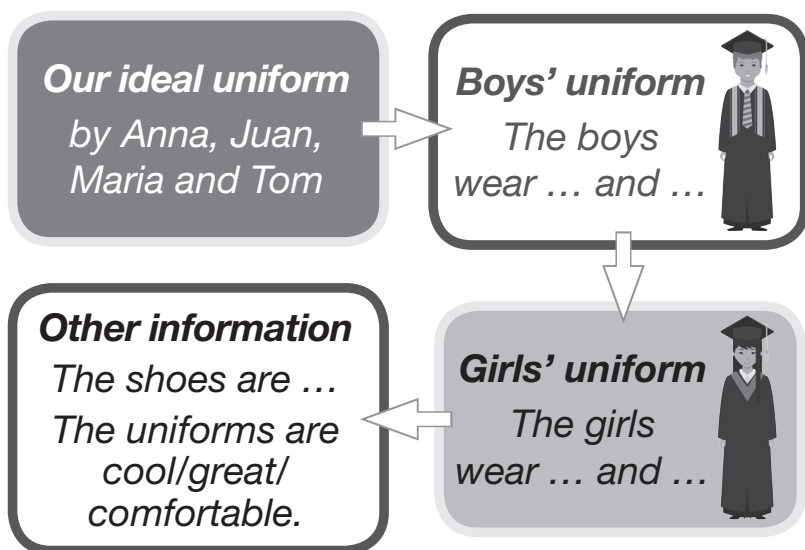 Our ideal uniform
by Anna, Juan,
Maria and Tom
Boys’ uniform
The boys
wear … and …
Girls’ uniform
The girls
wear … and …
Other information
The shoes are …
The uniforms are
cool/great/
comfortable.